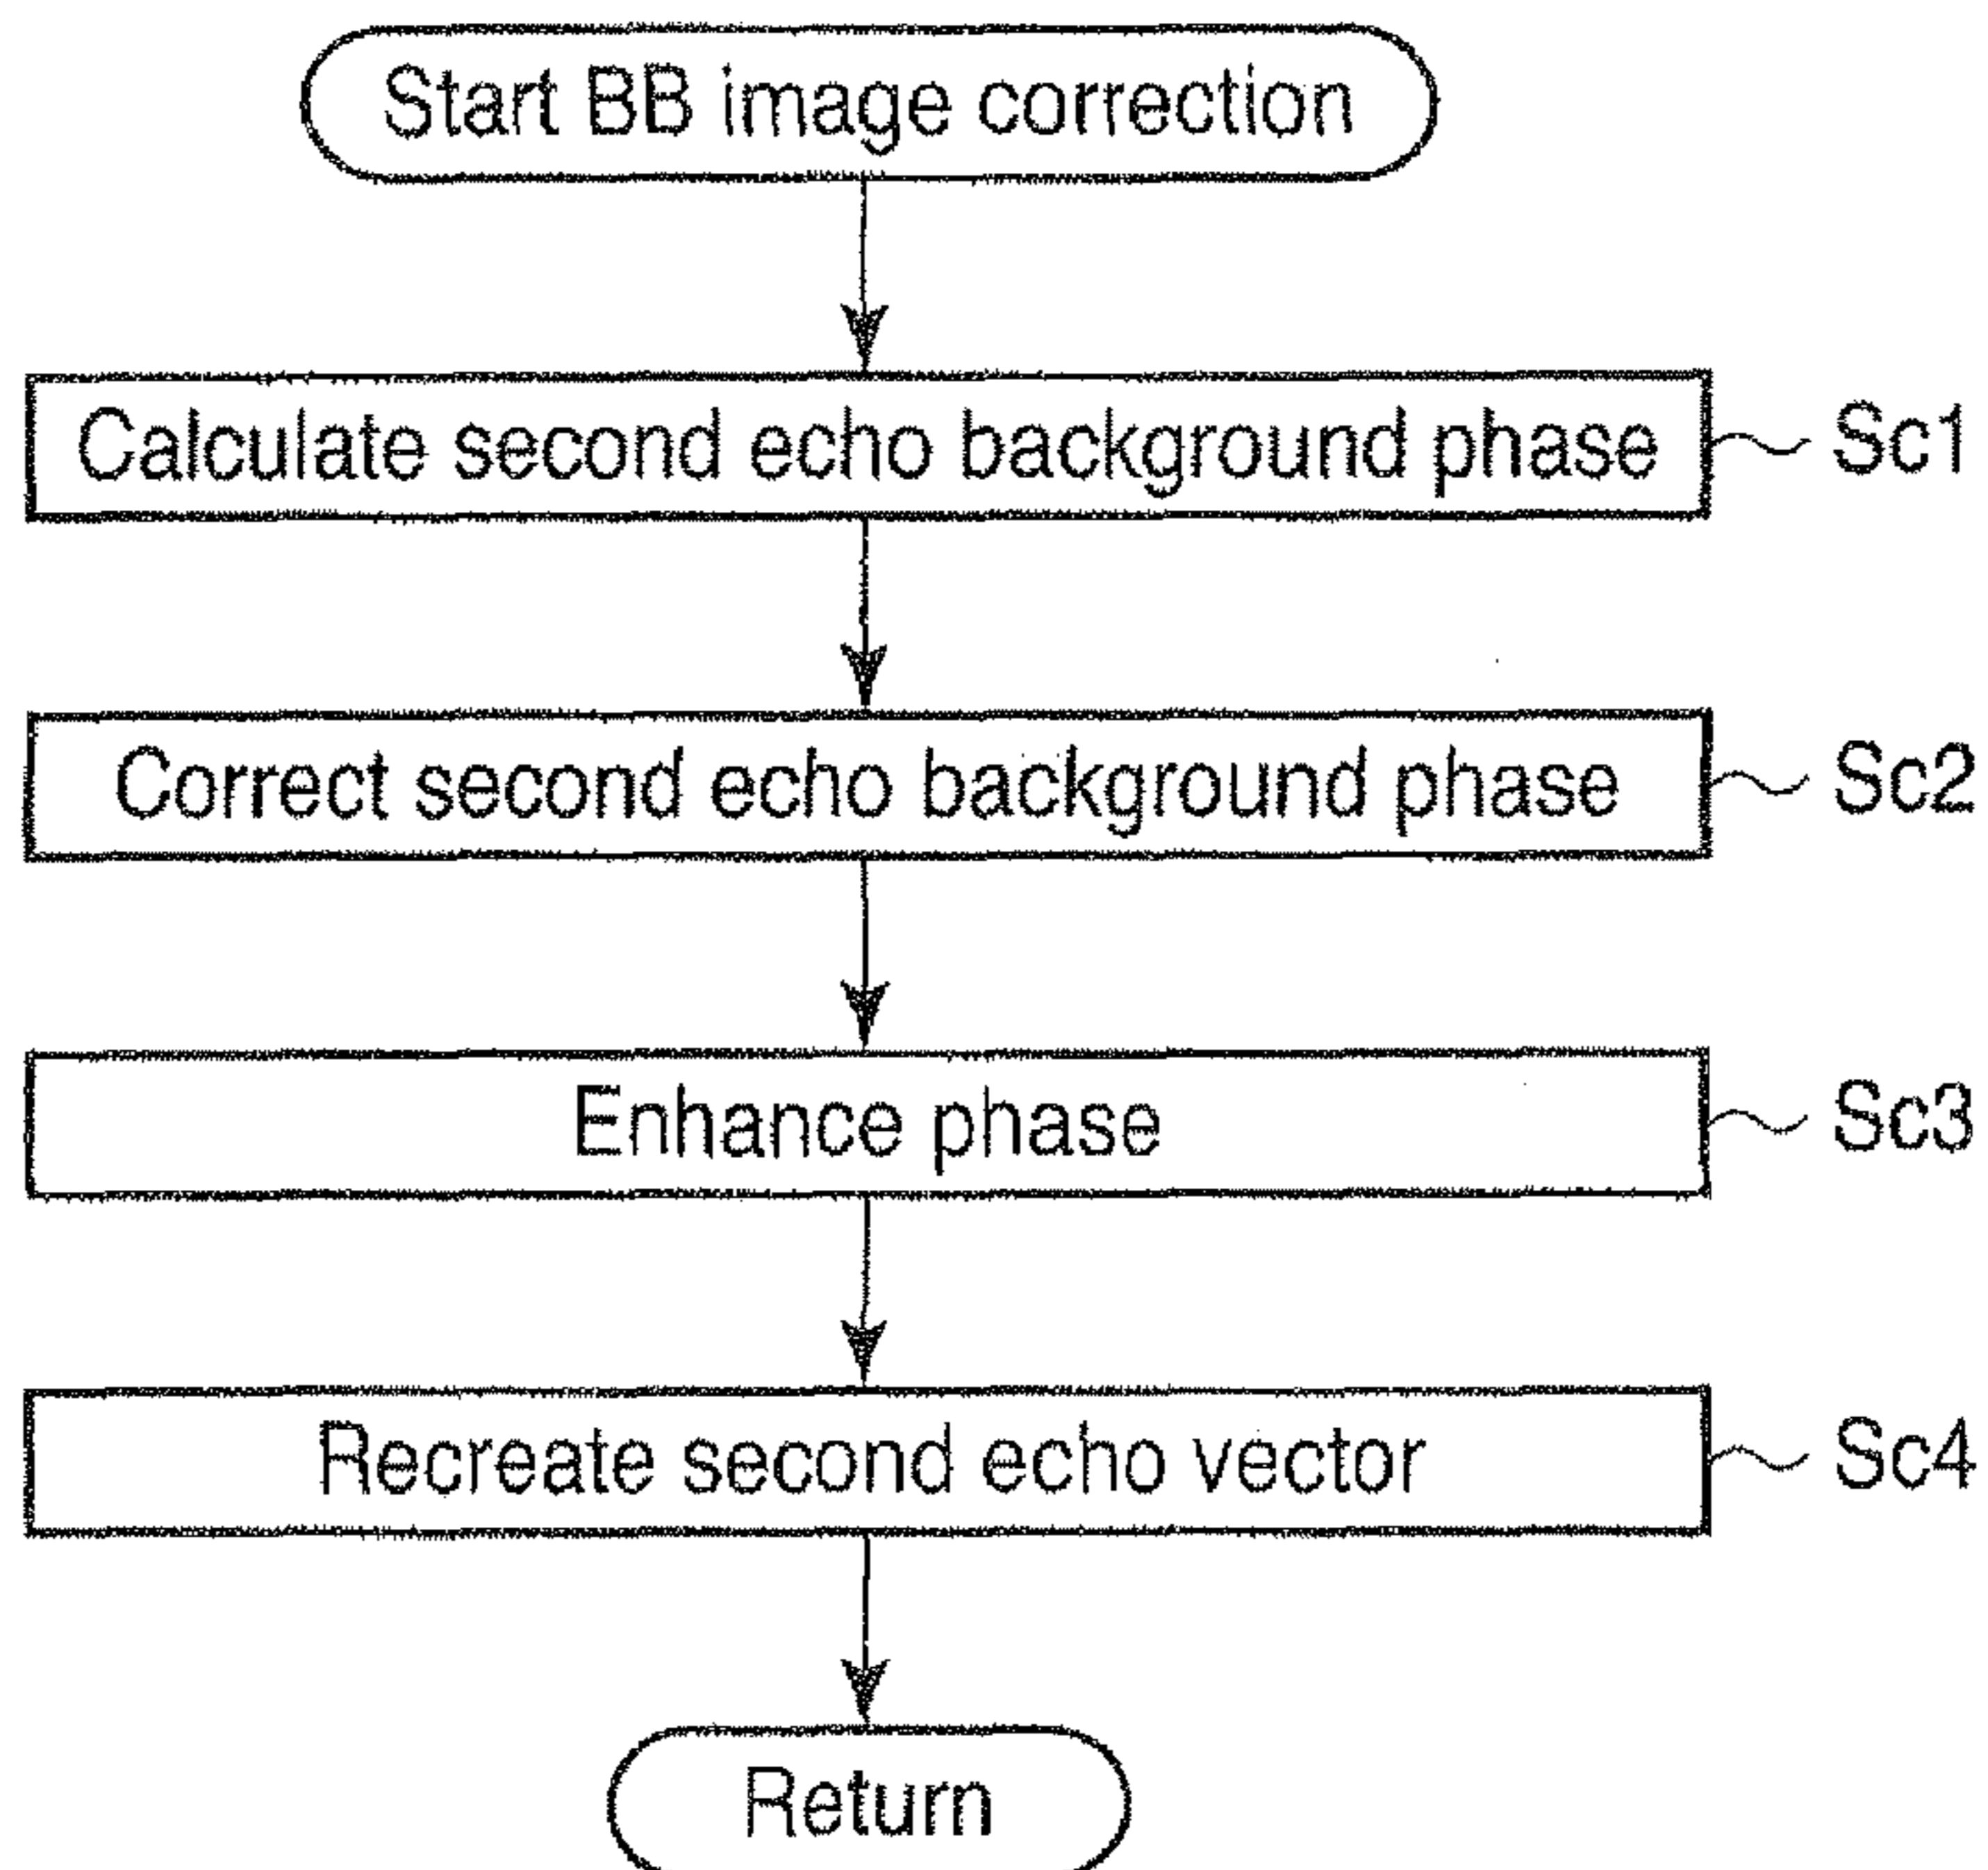 Start BB image correction
Calculate second echo background phase
Sc1
Correct second echo background phase
Sc2
Enhance phase
Sc3
Recreate second echo vector
Sc4
Return